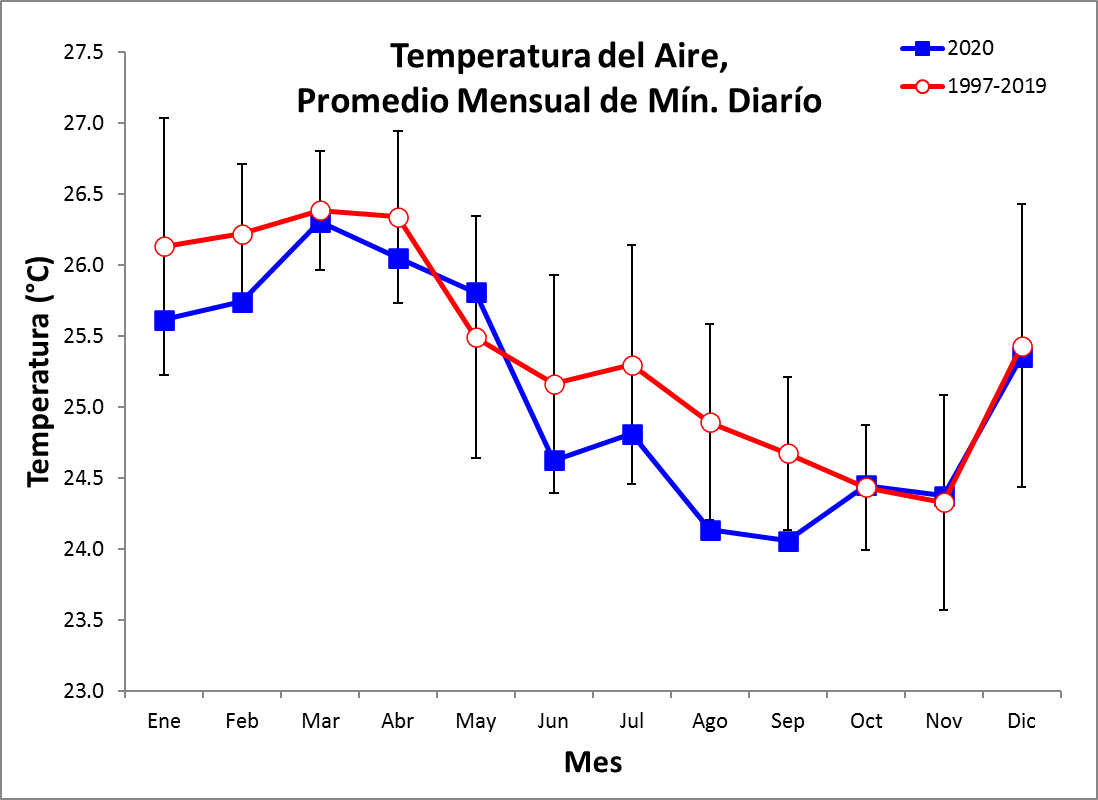 Temperatura del Aire,
Promedio Mensual de Mín. Diarío
2020
1997-2019
Temperatura (°C)
27.5
27.0
26.5
26.0
25.5
25.0
24.5
24.0
23.5
23.0
Ene Feb Mar Abr May Jun Jul Ago Sep Oct Nov Dic
Mes